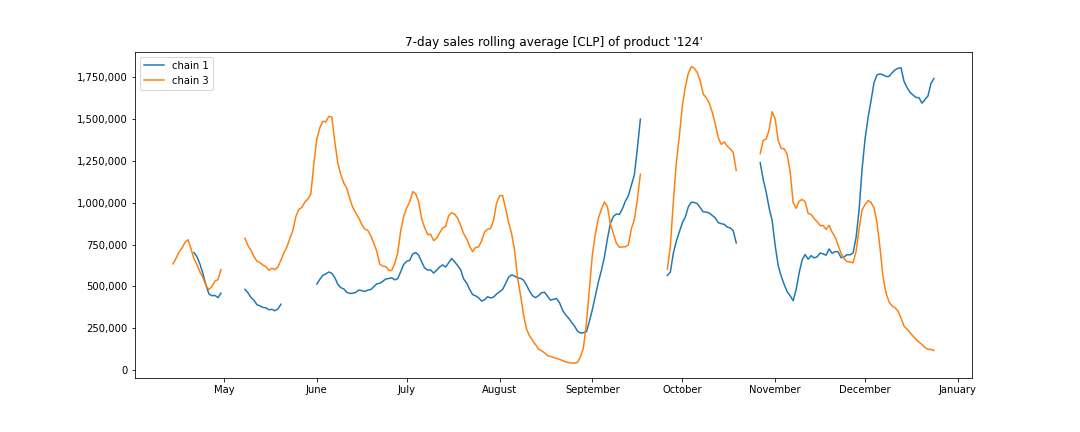 7-day sales rolling average [CLP] of product '124'
chain 1
chain 3
1,750,000
1,500,000
1,250,000
1,000,000
750,000
500,000
250,000
0
May June July August September October November December January